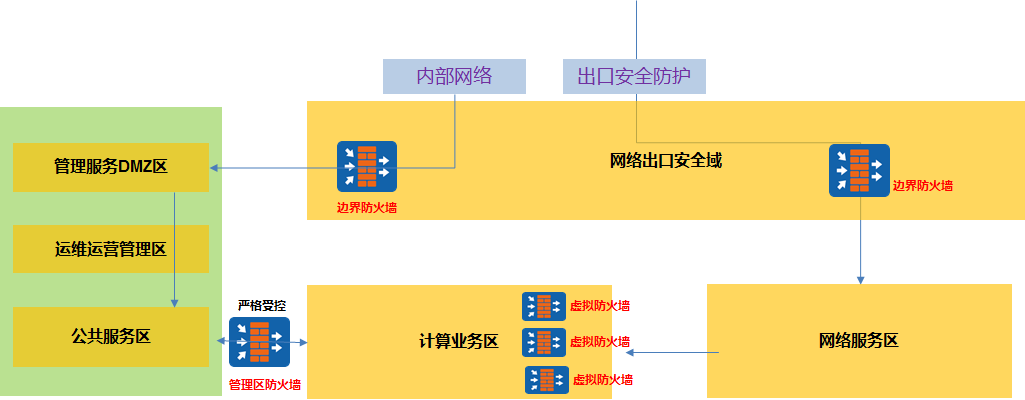 内部网络
出口安全防护
管理服务DMZ区
网络出口安全域
边界防火墙
边界防火墙
运维运营管理区
严格受控
公共服务区
管理区防火墙
计算业务区
虚拟防火墙
虚拟防火墙
虚拟防火墙
网络服务区